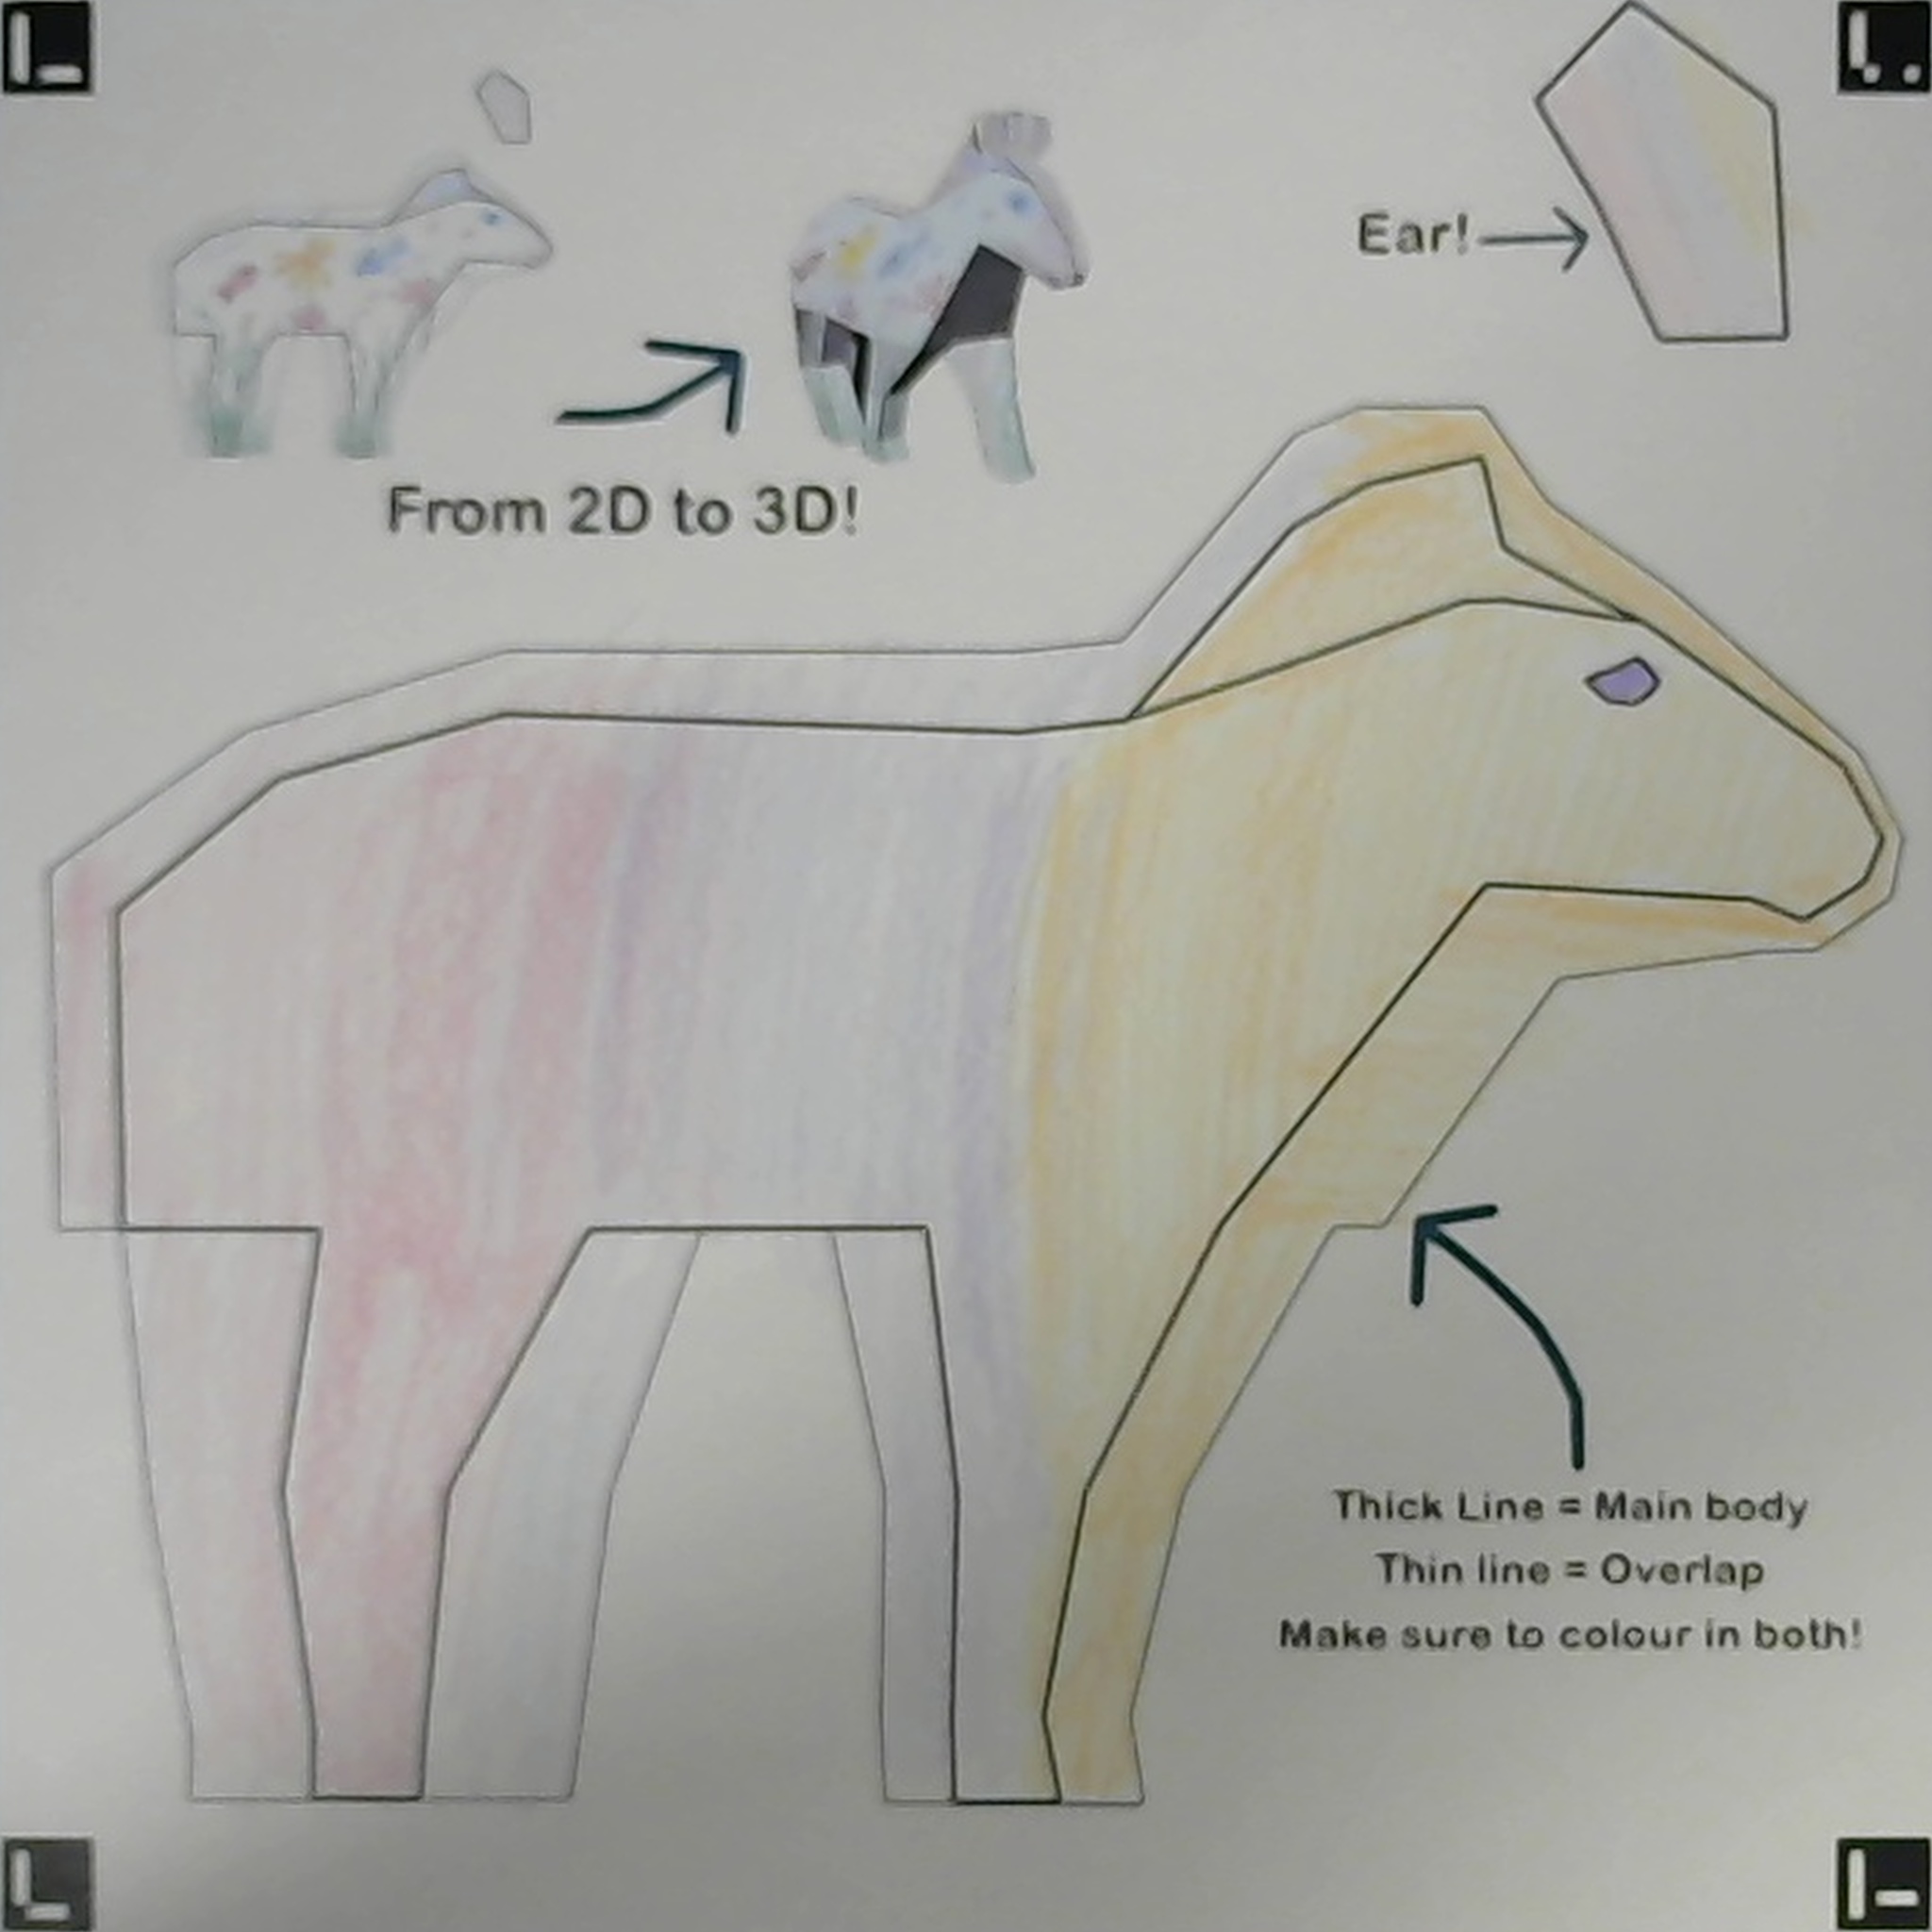 Ear!
From 2D to 3D!
Thick Line = Main body
Thin line = Overlap
Make sure to colour in both!